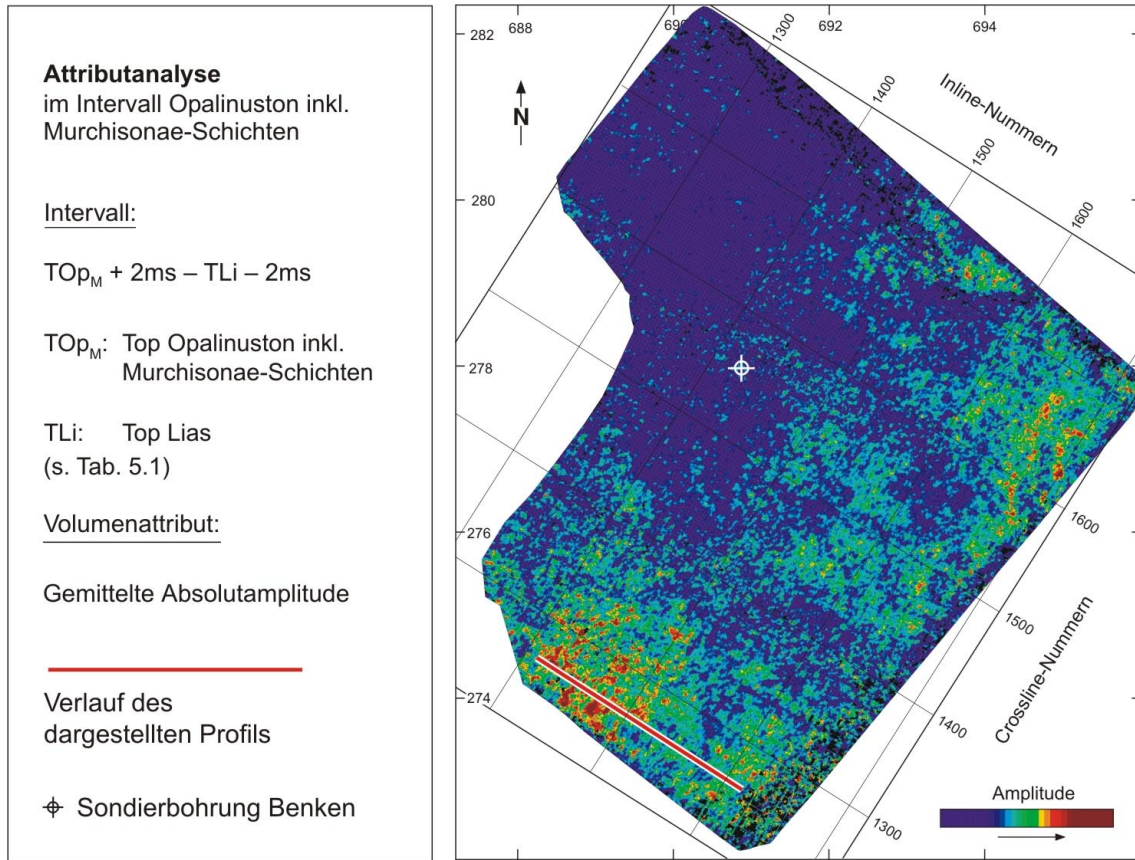 Attributanalyse
im Intervall Opalinuston inkl.
Murchisonae-Schichten
Intervall:
TOpM + 2ms – TLi – 2ms
TOpM: Top Opalinuston inkl.
Murchisonae-Schichten
TLi: Top Lias
(s. Tab. 5.1)
Volumenattribut:
Gemittelte Absolutamplitude
Verlauf des
dargestellten Profils
Sondierbohrung Benken
688
690
692
694
282
280
278
276
274
N
1300
1400
1500
1600
Inline-Nummern
1600
1500
1400
1300
Crossline-Nummern
Amplitude